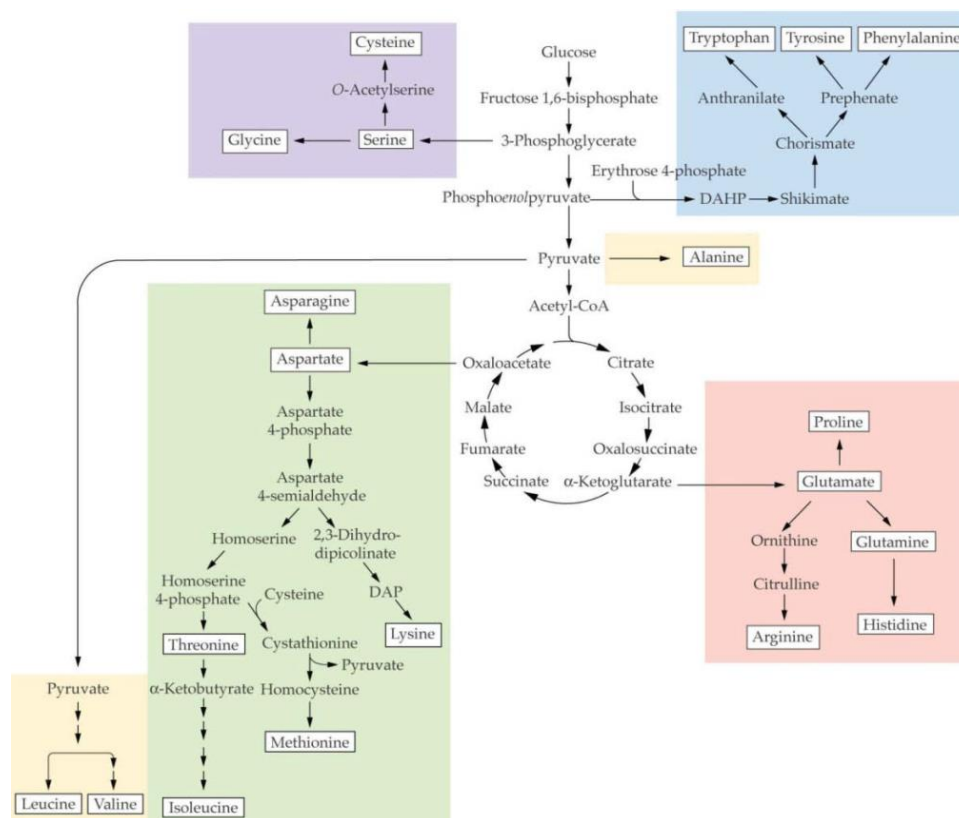 Cysteine
O-Acetylserine
Glycine
Serine
Glucose
Fructose 1,6-bisphosphate
3-Phosphoglycerate
Erythrose 4-phosphate
Phosphoenolpyruvate
Tryptophan
Tyrosine
Phenylalanine
Anthranilate
Prephenate
Chorismate
DAHP
Shikimate
Pyruvate
Alanine
Acetyl-CoA
Oxaloacetate
Citrate
Malate
Isocitrate
Fumarate
Oxalosuccinate
Succinate
α-Ketoglutarate
Asparagine
Aspartate
Aspartate
4-phosphate
Aspartate
4-semialdehyde
Homoserine
2,3-Dihydro-
dipicolinate
Homoserine
4-phosphate
Cysteine
DAP
Threonine
Cystathionine
Lysine
Pyruvate
α-Ketobutyrate
Homocysteine
Methionine
Isoleucine
Proline
Glutamate
Ornithine
Glutamine
Citrulline
Arginine
Histidine
Pyruvate
Leucine
Valine